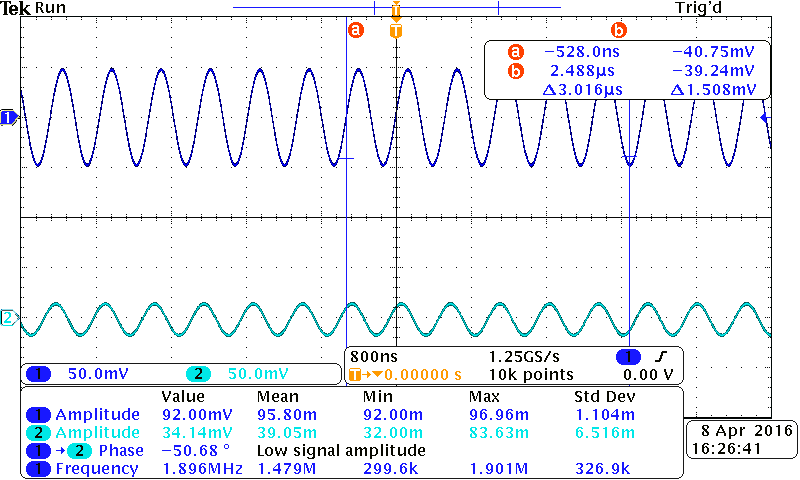 Tek Run Trig'd
T
a b T
a −528.0ns −40.75mV
b 2.488µs −39.24mV
Δ3.016µs Δ1.508mV
1
2
1 50.0mV 2 50.0mV
800ns 1.25GS/s 1
T→▼0.00000 s 10k points 0.00 V
Value Mean Min Max Std Dev
1 Amplitude 92.00mV 95.80m 92.00m 96.96m 1.104m
2 Amplitude 34.14mV 39.05m 32.00m 83.63m 6.516m
1 → 2 Phase −50.68 ° Low signal amplitude
1 Frequency 1.896MHz 1.479M 299.6k 1.901M 326.9k
8 Apr 2016
16:26:41